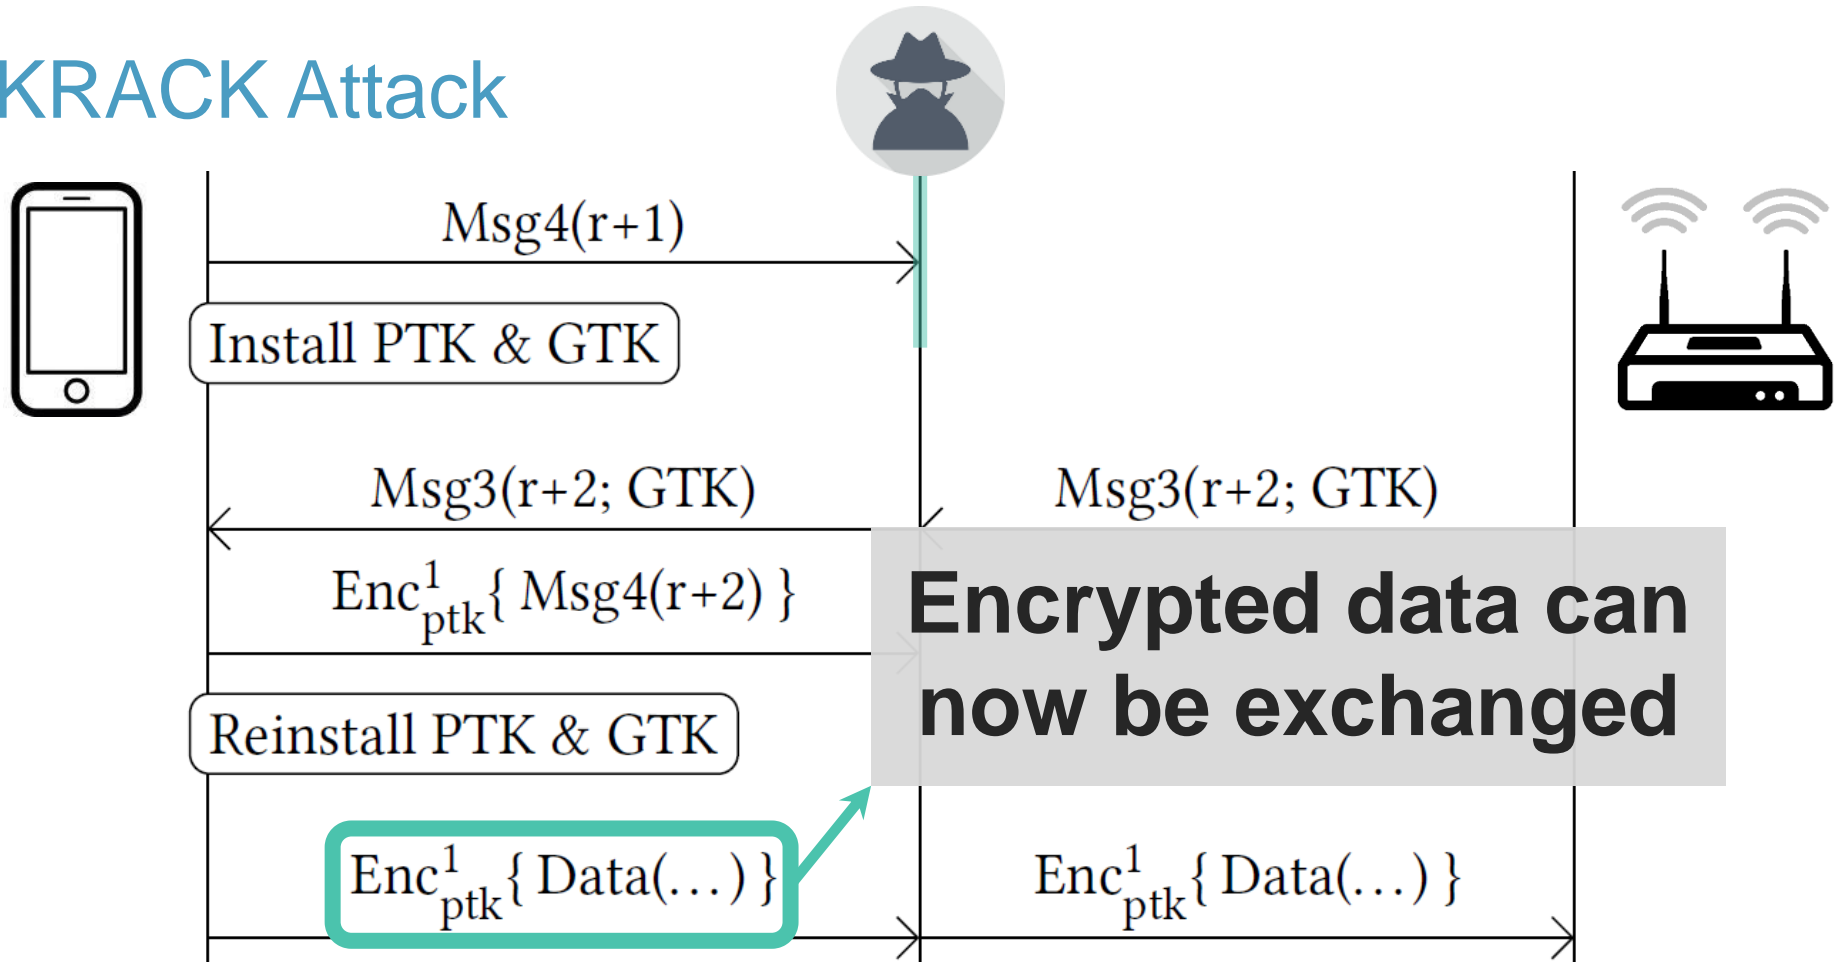 KRACK Attack
Msg4(r+1)
Install PTK & GTK
Msg3(r+2; GTK)
Msg3(r+2; GTK)
Enc¹ptk{ Msg4(r+2) }
Encrypted data can
now be exchanged
Reinstall PTK & GTK
Enc¹ptk{ Data(…) }
Enc¹ptk{ Data(…) }